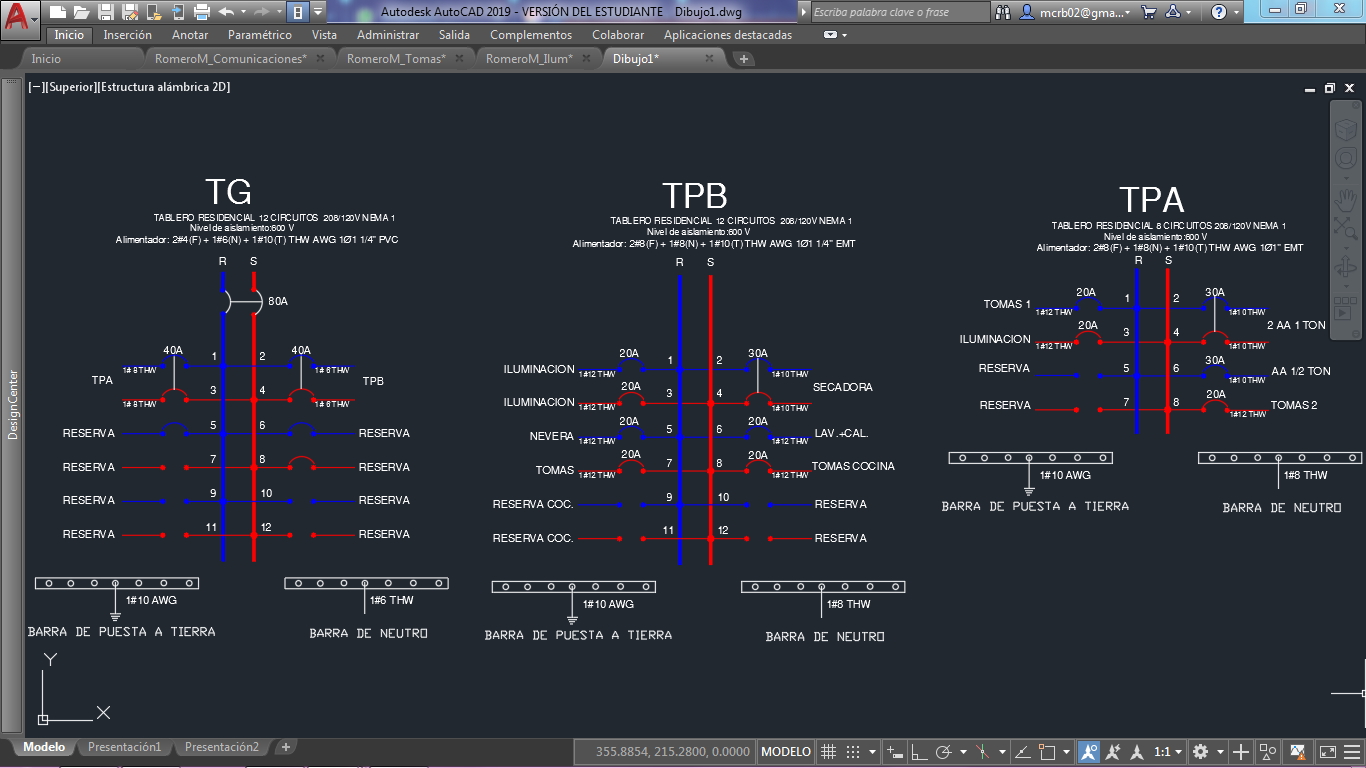 Autodesk AutoCAD 2019 - VERSIÓN DEL ESTUDIANTE Dibujo1.dwg
Escriba palabra clave o frase
mcrb02@gma...
Inicio Inserción Anotar Paramétrico Vista Administrar Salida Complementos Colaborar Aplicaciones destacadas
Inicio RomeroM_Comunicaciones* RomeroM_Tomas* RomeroM_Ilum* Dibujo1*
[−][Superior][Estructura alámbrica 2D]
DesignCenter
TG
TABLERO RESIDENCIAL 12 CIRCUITOS 208/120V NEMA 1
Nivel de aislamiento:600 V
Alimentador: 2#4(F) + 1#6(N) + 1#10(T) THW AWG 1Ø1 1/4" PVC
R S
80A
40A 1 2 40A
1# 8 THW 1# 6 THW
TPA TPB
3 4
1# 8 THW 1# 6 THW
RESERVA 5 6 RESERVA
RESERVA 7 8 RESERVA
RESERVA 9 10 RESERVA
RESERVA 11 12 RESERVA
1#10 AWG 1#6 THW
BARRA DE PUESTA A TIERRA BARRA DE NEUTRO
TPB
TABLERO RESIDENCIAL 12 CIRCUITOS 208/120V NEMA 1
Nivel de aislamiento:600 V
Alimentador: 2#8(F) + 1#8(N) + 1#10(T) THW AWG 1Ø1 1/4" EMT
R S
20A 1 2 30A
ILUMINACION 1#12 THW 1#10THW
SECADORA
20A 3 4
ILUMINACION 1#12 THW 1#10THW
20A 5 6 20A
NEVERA 1#12 THW 1#12 THW LAV.+CAL.
20A 7 8 20A
TOMAS 1#12 THW 1#12 THW TOMAS COCINA
RESERVA COC. 9 10 RESERVA
RESERVA COC. 11 12 RESERVA
1#10 AWG 1#8 THW
BARRA DE PUESTA A TIERRA BARRA DE NEUTRO
TPA
TABLERO RESIDENCIAL 8 CIRCUITOS 208/120V NEMA 1
Nivel de aislamiento:600 V
Alimentador: 2#8(F) + 1#8(N) + 1#10(T) THW AWG 1Ø1" EMT
R S
20A 1 2 30A
TOMAS 1 1#12 THW 1#10 THW
2 AA 1 TON
20A 3 4
ILUMINACION 1#12 THW 1#10 THW
30A
RESERVA 5 6 1#10 THW AA 1/2 TON
20A
RESERVA 7 8 1#12 THW TOMAS 2
1#10 AWG 1#8 THW
BARRA DE PUESTA A TIERRA BARRA DE NEUTRO
Y
X
Modelo Presentación1 Presentación2
355.8854, 215.2800, 0.0000 MODELO 1:1